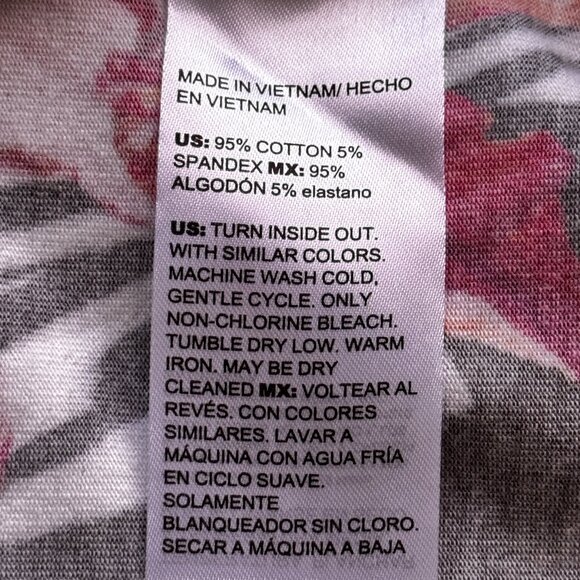 MADE IN VIETNAM/ HECHO
EN VIETNAM
US: 95% COTTON 5%
SPANDEX MX: 95%
ALGODÓN 5% elastano
US: TURN INSIDE OUT.
WITH SIMILAR COLORS.
MACHINE WASH COLD,
GENTLE CYCLE. ONLY
NON-CHLORINE BLEACH.
TUMBLE DRY LOW. WARM
IRON. MAY BE DRY
CLEANED MX: VOLTEAR AL
REVÉS. CON COLORES
SIMILARES. LAVAR A
MÁQUINA CON AGUA FRÍA
EN CICLO SUAVE.
SOLAMENTE
BLANQUEADOR SIN CLORO.
SECAR A MÁQUINA A BAJA